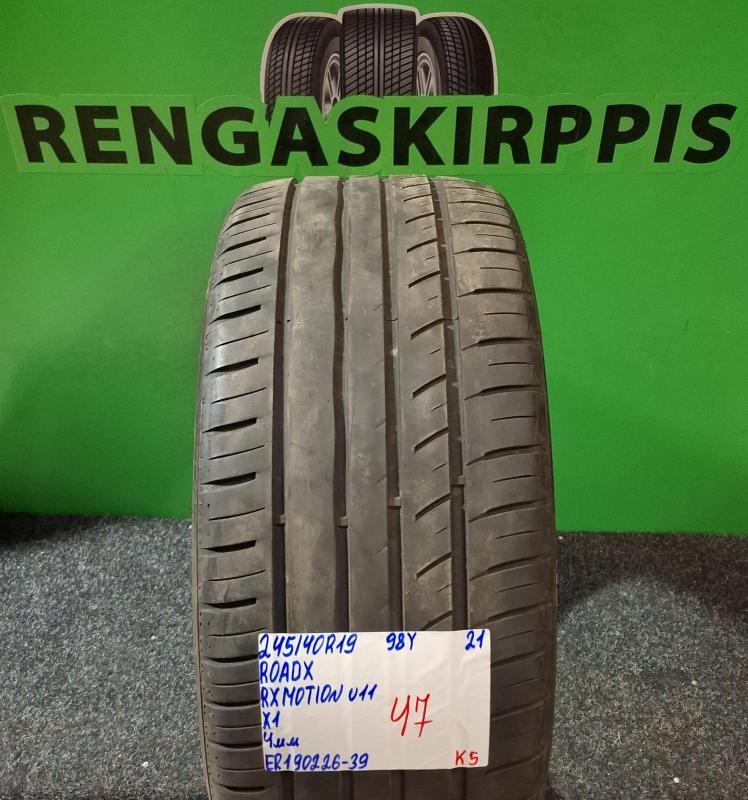 RENGASKIRPPIS
245/40R19 98Y 21
ROADX
RXMOTION U11
X1
4мм
47
ER190226-39 K5